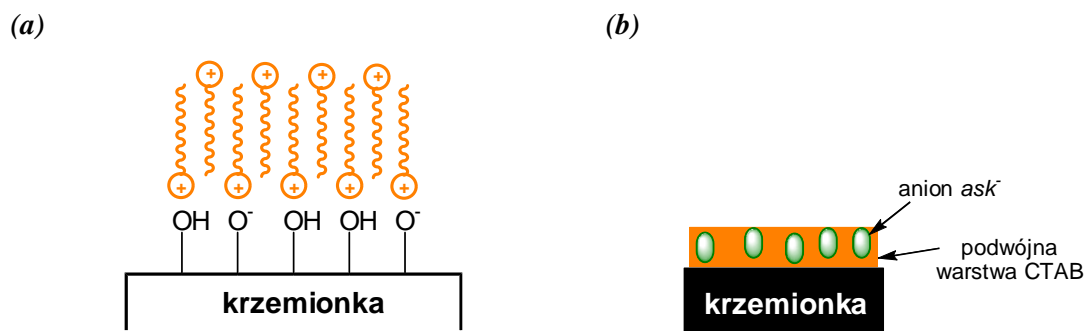 (a)
(b)
+ + + +
+ + + + +
OH O- OH OH O-
krzemionka
anion ask-
podwójna
warstwa CTAB
krzemionka